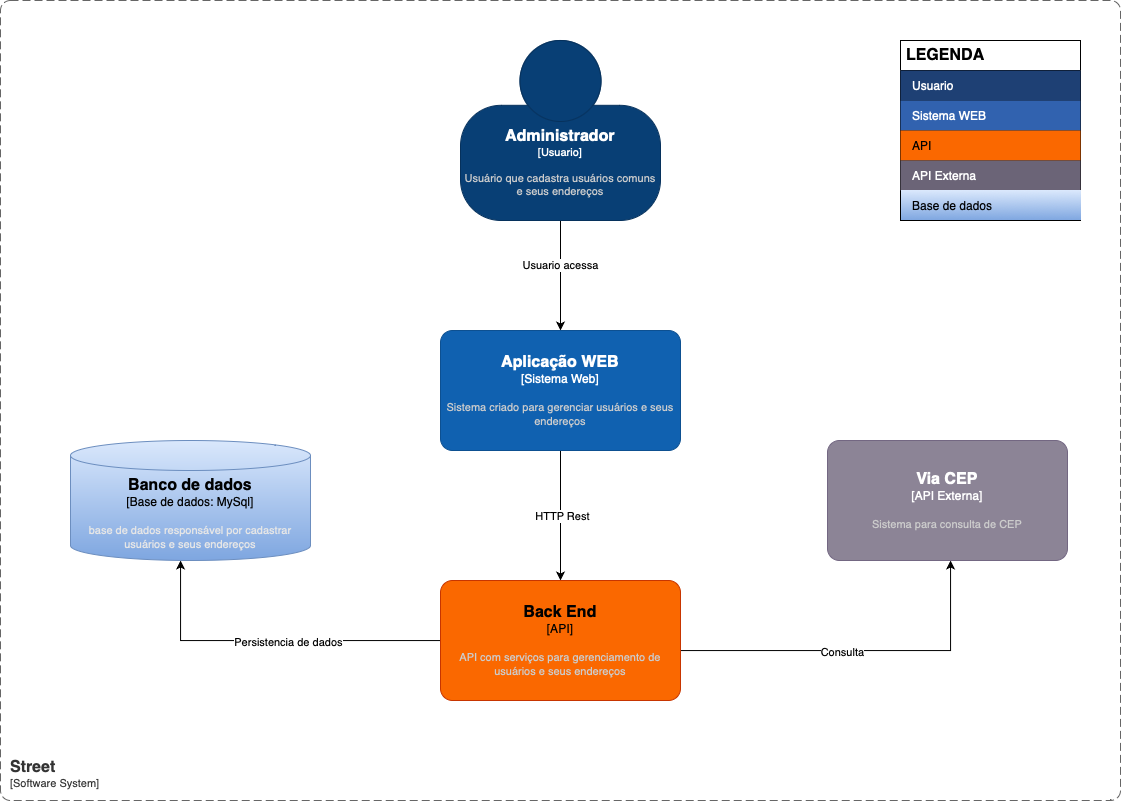 LEGENDA
Usuario
Sistema WEB
API
API Externa
Base de dados
Administrador
[Usuario]
Usuário que cadastra usuários comuns
e seus endereços
Usuario acessa
Aplicação WEB
[Sistema Web]
Sistema criado para gerenciar usuários e seus
endereços
Banco de dados
[Base de dados: MySql]
base de dados responsável por cadastrar
usuários e seus endereços
Via CEP
[API Externa]
Sistema para consulta de CEP
HTTP Rest
Back End
[API]
API com serviços para gerenciamento de
usuários e seus endereços
Persistencia de dados
Consulta
Street
[Software System]